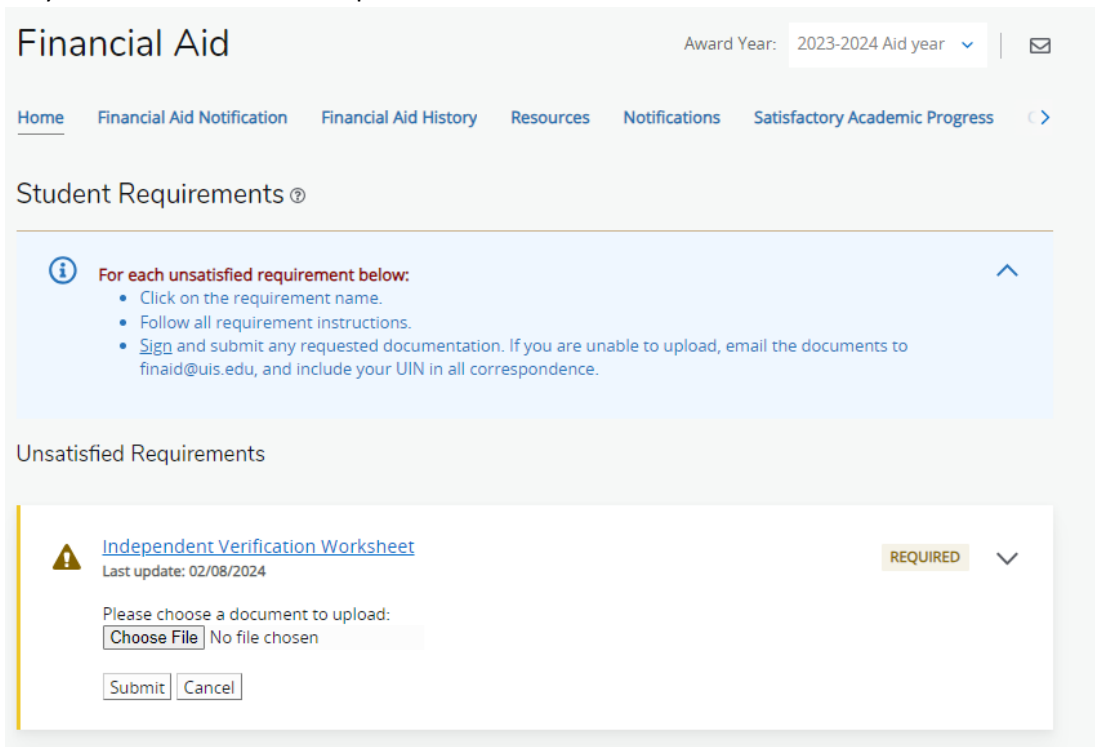 Financial Aid
Award Year: 2023-2024 Aid year
Home Financial Aid Notification Financial Aid History Resources Notifications Satisfactory Academic Progress
Student Requirements
For each unsatisfied requirement below:
Click on the requirement name.
Follow all requirement instructions.
Sign and submit any requested documentation. If you are unable to upload, email the documents to
finaid@uis.edu, and include your UIN in all correspondence.
Unsatisfied Requirements
Independent Verification Worksheet
REQUIRED
Last update: 02/08/2024
Please choose a document to upload:
Choose File No file chosen
Submit Cancel